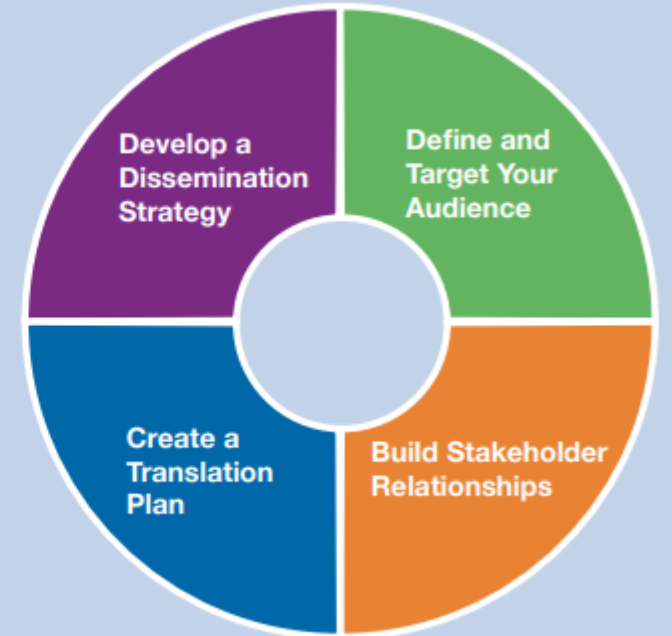 Develop a
Dissemination
Strategy
Define and
Target Your
Audience
Create a
Translation
Plan
Build Stakeholder
Relationships